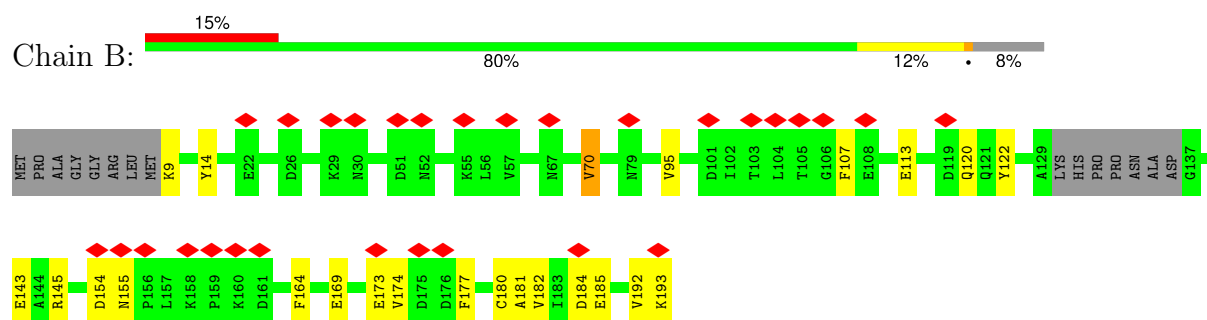 15%
Chain B:
80% 12% • 8%
MET PRO ALA GLY GLY ARG LEU MET K9 Y14 E22 D26 K29 N30 D51 N52 K55 L56 V57 N67 V70 N79 V95 D101 I102 T103 L104 T105 G106 F107 E108 E113 D119 Q120 Q121 Y122 A129 LYS HIS PRO PRO ASN ALA ASP G137
E143 A144 R145 D154 N155 P156 L157 K158 P159 K160 D161 F164 E169 E173 V174 D175 D176 F177 C180 A181 V182 I183 D184 E185 V192 K193